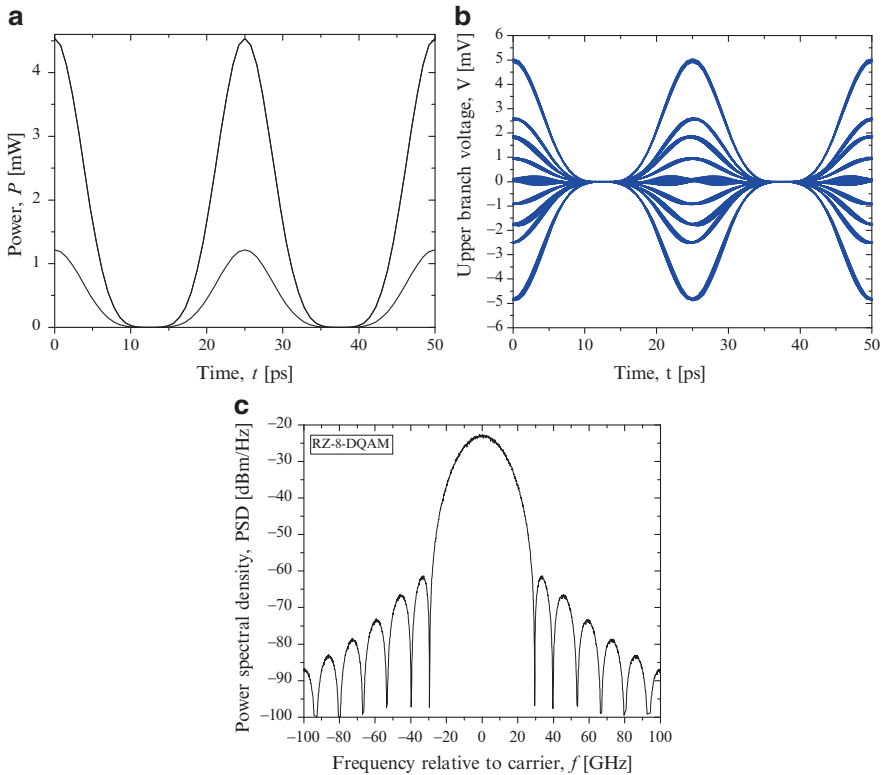 a
Power, P [mW]
4
3
2
1
0
0 10 20 30 40 50
Time, t [ps]
b
Upper branch voltage, V [mV]
6
5
4
3
2
1
0
−1
−2
−3
−4
−5
−6
0 10 20 30 40 50
Time, t [ps]
c
Power spectral density, PSD [dBm/Hz]
−20
−30
−40
−50
−60
−70
−80
−90
−100
RZ-8-DQAM
−100 −80 −60 −40 −20 0 20 40 60 80 100
Frequency relative to carrier, f [GHz]